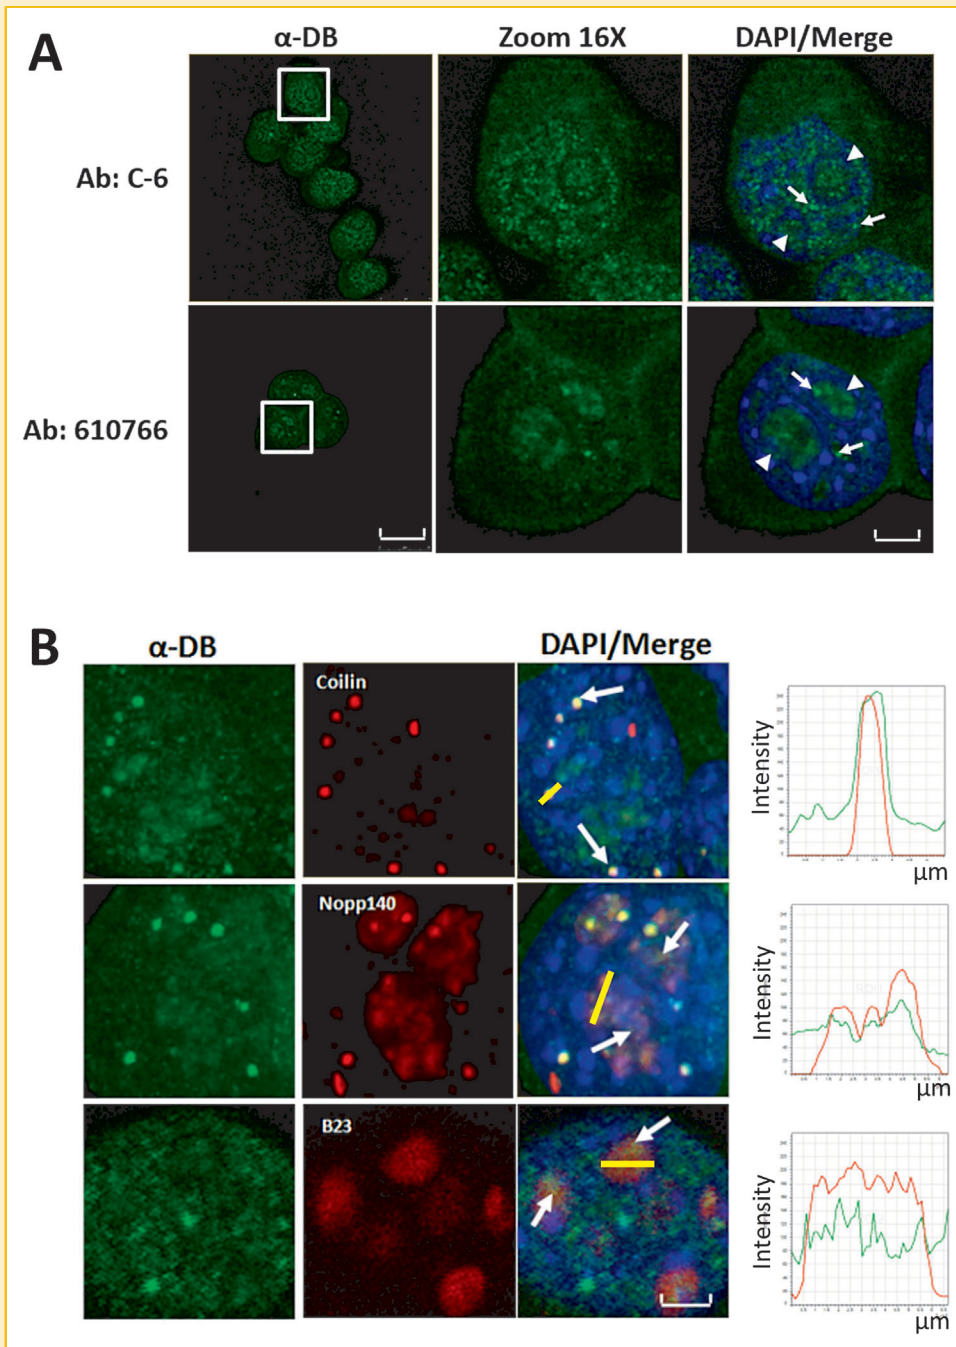 A
α-DB Zoom 16X DAPI/Merge
Ab: C-6
Ab: 610766
B
α-DB DAPI/Merge
Coilin
Intensity
μm
Nopp140
Intensity
μm
B23
Intensity
μm